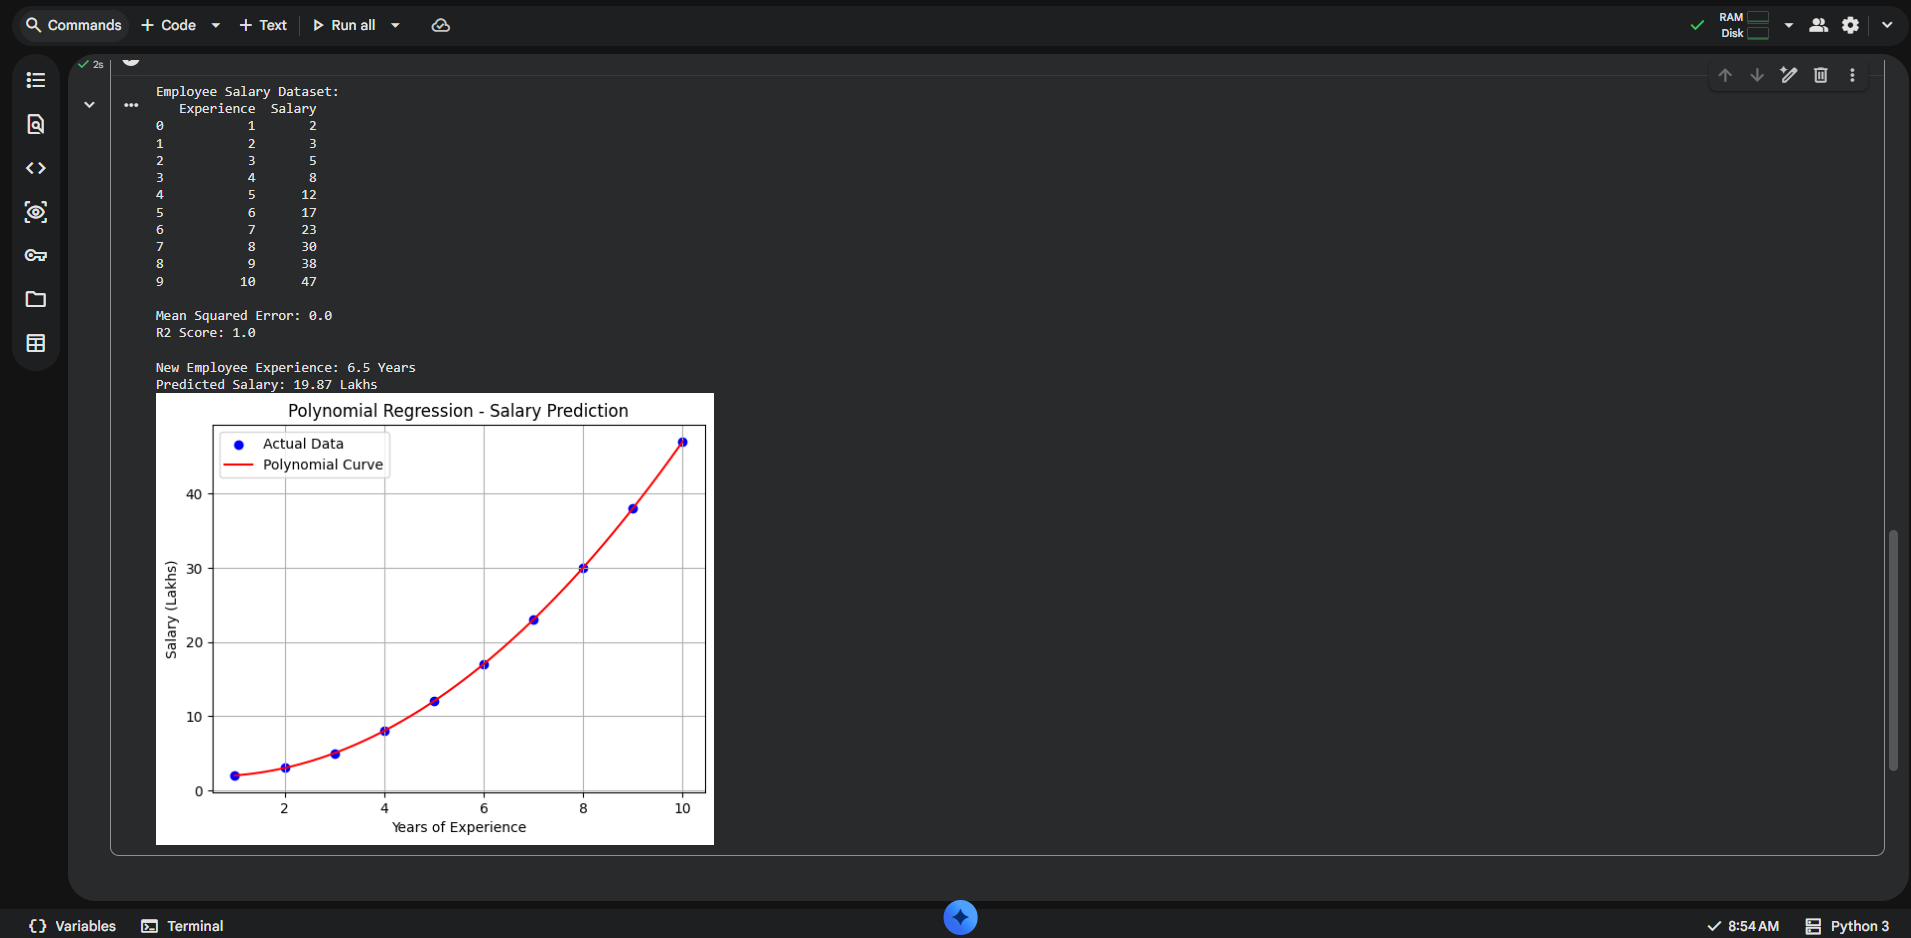 Commands + Code + Text Run all RAM
Disk
2s
Employee Salary Dataset:
Experience Salary
0 1 2
1 2 3
2 3 5
3 4 8
4 5 12
5 6 17
6 7 23
7 8 30
8 9 38
9 10 47
Mean Squared Error: 0.0
R2 Score: 1.0
New Employee Experience: 6.5 Years
Predicted Salary: 19.87 Lakhs
Polynomial Regression - Salary Prediction
Actual Data
Polynomial Curve
40
30
20
10
0
Salary (Lakhs)
2 4 6 8 10
Years of Experience
{} Variables Terminal 8:54 AM Python 3